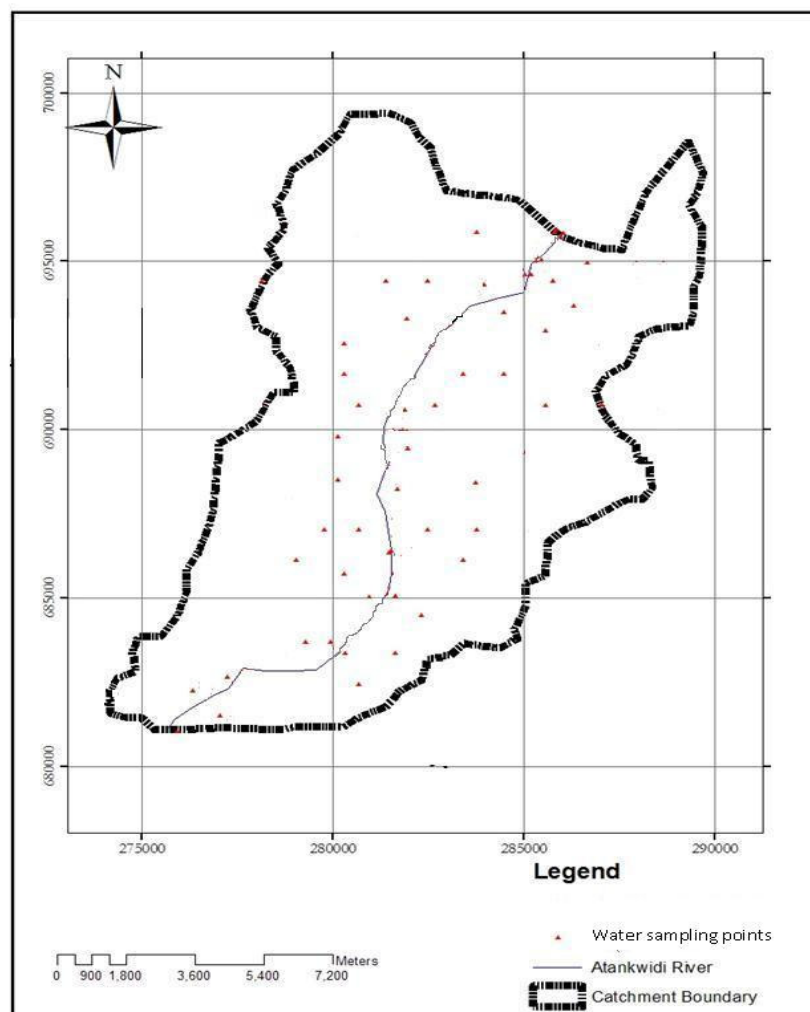 N
700000
695000
690000
685000
680000
275000 280000 285000 290000
Legend
Water sampling points
Atankwidi River
Catchment Boundary
Meters
0 900 1,800 3,600 5,400 7,200